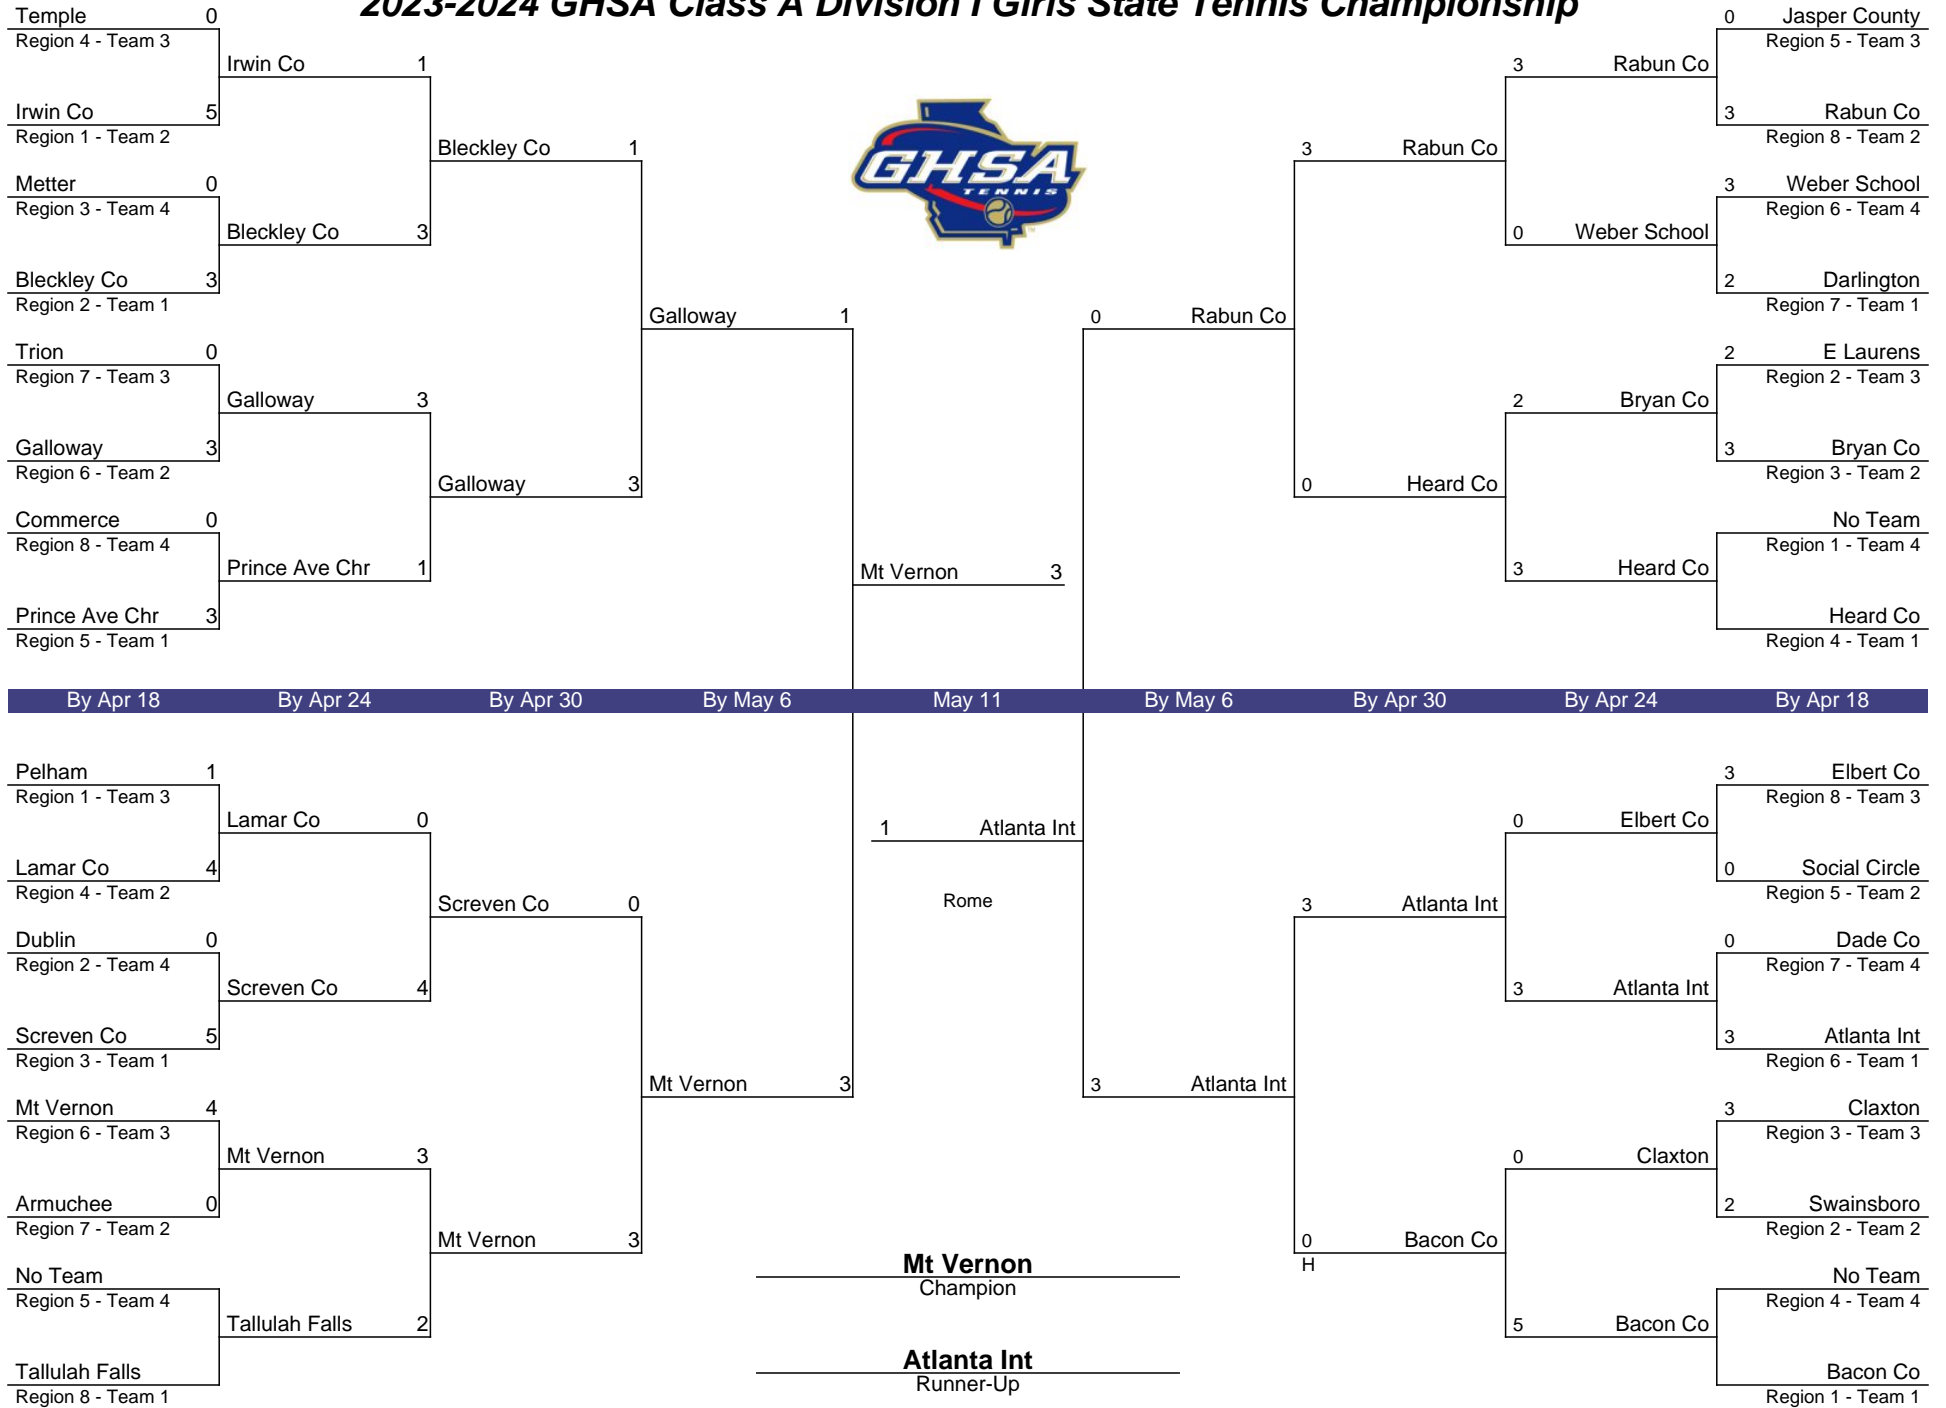 2023-2024 GHSA Class A Division I Girls State Tennis Championship
Temple 0
Region 4 - Team 3
Irwin Co 1
Irwin Co 5
Region 1 - Team 2
Bleckley Co 1
Metter 0
Region 3 - Team 4
Bleckley Co 3
Bleckley Co 3
Region 2 - Team 1
Galloway 1
Trion 0
Region 7 - Team 3
Galloway 3
Galloway 3
Region 6 - Team 2
Galloway 3
Commerce 0
Region 8 - Team 4
Prince Ave Chr 1
Prince Ave Chr 3
Region 5 - Team 1
Mt Vernon 3
GHSA
TENNIS
0 Jasper County
Region 5 - Team 3
3 Rabun Co
3 Rabun Co
Region 8 - Team 2
3 Rabun Co
3 Weber School
Region 6 - Team 4
0 Weber School
2 Darlington
Region 7 - Team 1
0 Rabun Co
2 E Laurens
Region 2 - Team 3
2 Bryan Co
3 Bryan Co
Region 3 - Team 2
0 Heard Co
No Team
Region 1 - Team 4
3 Heard Co
Heard Co
Region 4 - Team 1
By Apr 18 By Apr 24 By Apr 30 By May 6 May 11 By May 6 By Apr 30 By Apr 24 By Apr 18
Pelham 1
Region 1 - Team 3
Lamar Co 0
Lamar Co 4
Region 4 - Team 2
Screven Co 0
Dublin 0
Region 2 - Team 4
Screven Co 4
Screven Co 5
Region 3 - Team 1
Mt Vernon 3
Mt Vernon 4
Region 6 - Team 3
Mt Vernon 3
Armuchee 0
Region 7 - Team 2
Mt Vernon 3
No Team
Region 5 - Team 4
Tallulah Falls 2
Tallulah Falls
Region 8 - Team 1
1 Atlanta Int
Rome
Mt Vernon
Champion
Atlanta Int
Runner-Up
3 Elbert Co
Region 8 - Team 3
0 Elbert Co
0 Social Circle
Region 5 - Team 2
3 Atlanta Int
0 Dade Co
Region 7 - Team 4
3 Atlanta Int
3 Atlanta Int
Region 6 - Team 1
3 Atlanta Int
3 Claxton
Region 3 - Team 3
0 Claxton
2 Swainsboro
Region 2 - Team 2
0 Bacon Co
H
No Team
Region 4 - Team 4
5 Bacon Co
Bacon Co
Region 1 - Team 1